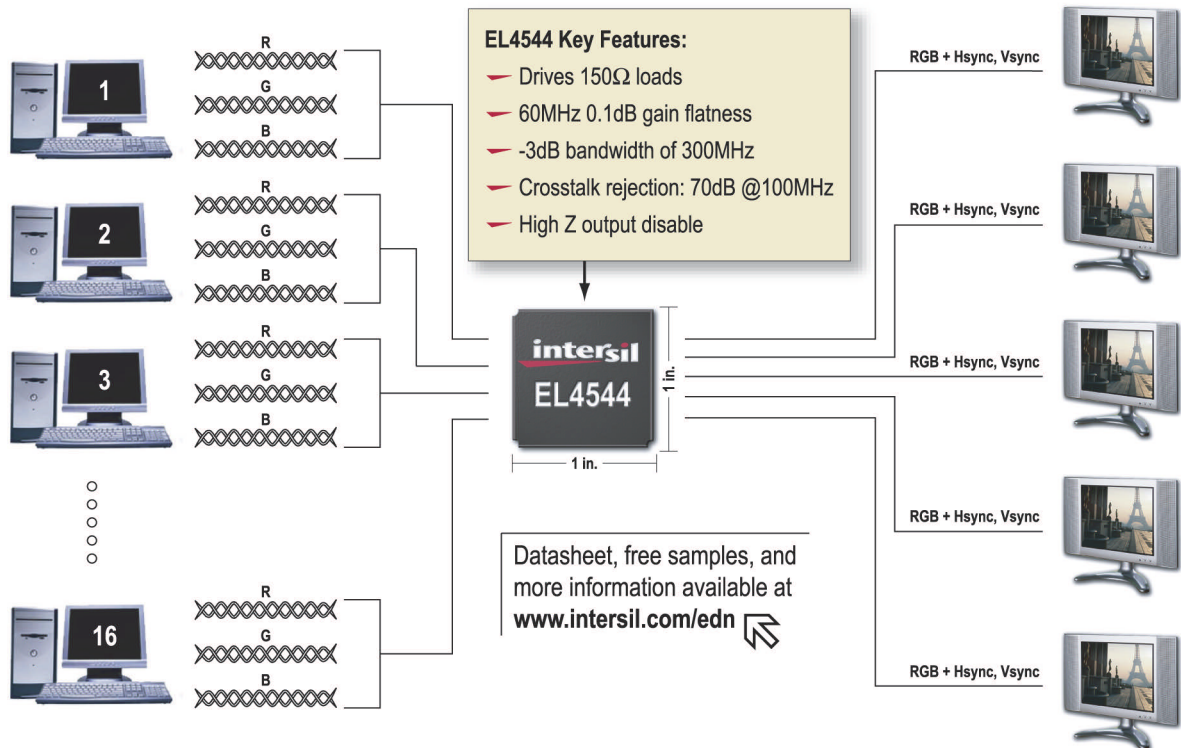 1
R
G
B
2
R
G
B
3
R
G
B
16
R
G
B
EL4544 Key Features:
Drives 150Ω loads
60MHz 0.1dB gain flatness
-3dB bandwidth of 300MHz
Crosstalk rejection: 70dB @100MHz
High Z output disable
intersil
EL4544
1 in.
1 in.
Datasheet, free samples, and
more information available at
www.intersil.com/edn
RGB + Hsync, Vsync
RGB + Hsync, Vsync
RGB + Hsync, Vsync
RGB + Hsync, Vsync
RGB + Hsync, Vsync